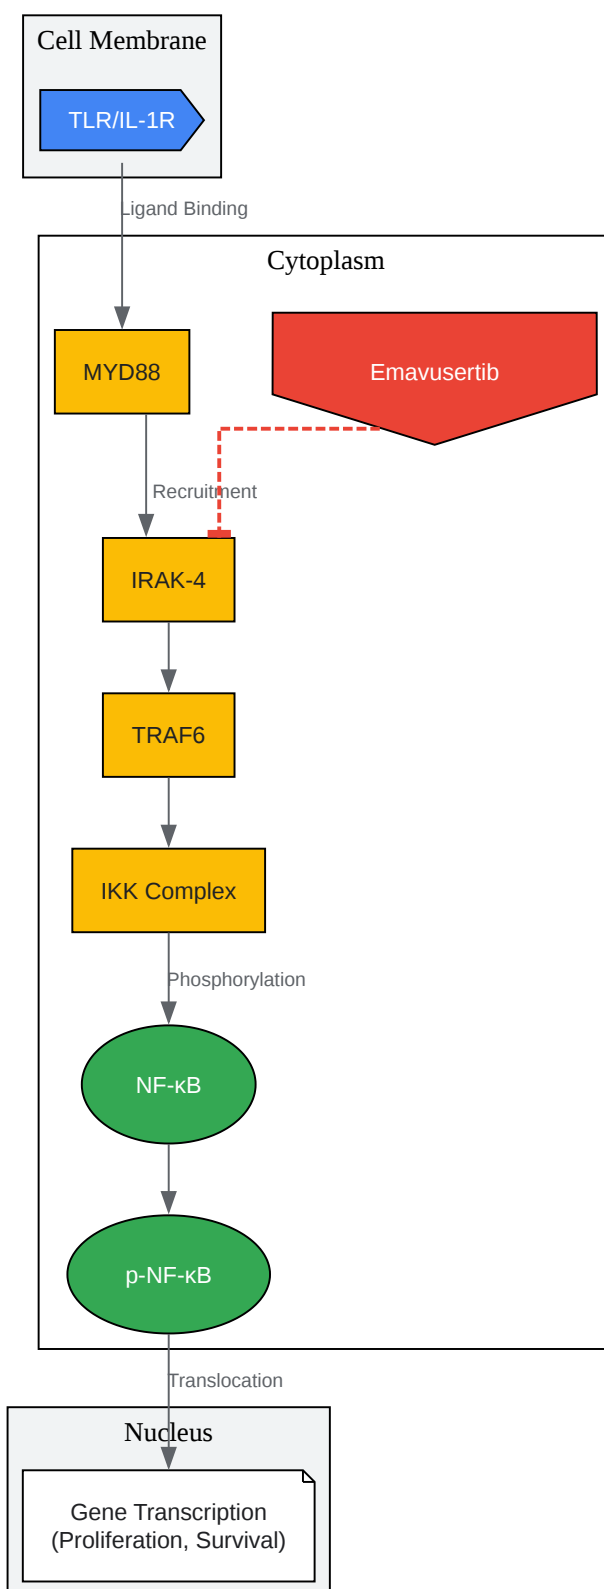 Cell Membrane
TLR/IL-1R
Ligand Binding
Cytoplasm
MYD88
Emavusertib
Recruitment
IRAK-4
TRAF6
IKK Complex
Phosphorylation
NF-κB
p-NF-κB
Translocation
Nucleus
Gene Transcription
(Proliferation, Survival)